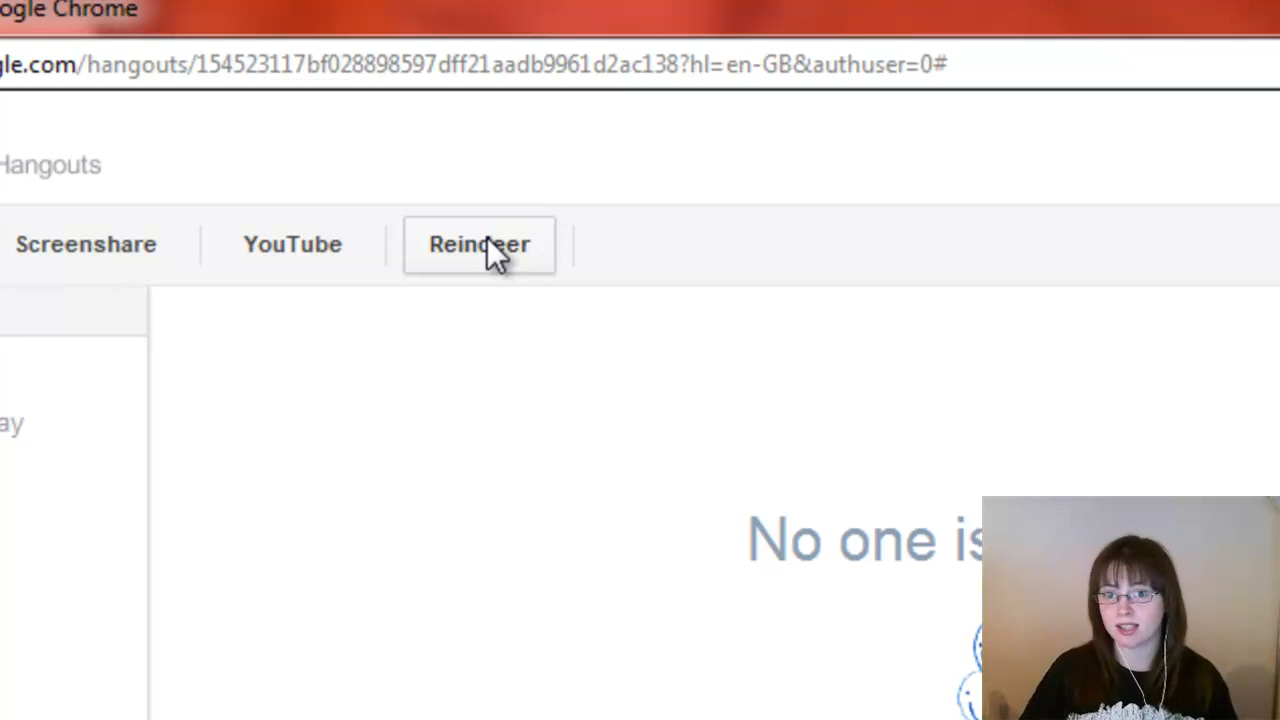 ogle Chrome
gle.com/hangouts/154523117bf028898597dff21aadb9961d2ac138?hl=en-GB&authuser=0#
Hangouts
Screenshare YouTube Reindeer
ay
No one is